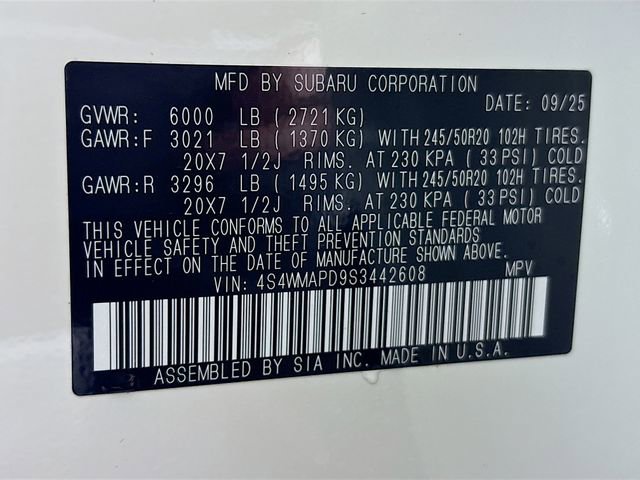 MFD BY SUBARU CORPORATION
DATE: 09/25
GVWR: 6000 LB (2721 KG)
GAWR:F 3021 LB (1370 KG) WITH 245/50R20 102H TIRES.
20X7 1/2J RIMS. AT 230 KPA (33 PSI) COLD
GAWR:R 3296 LB (1495 KG) WITH 245/50R20 102H TIRES.
20X7 1/2J RIMS. AT 230 KPA (33 PSI) COLD
THIS VEHICLE CONFORMS TO ALL APPLICABLE FEDERAL MOTOR
VEHICLE SAFETY AND THEFT PREVENTION STANDARDS
IN EFFECT ON THE DATE OF MANUFACTURE SHOWN ABOVE.
VIN: 4S4WMAPD9S3442608 MPV
ASSEMBLED BY SIA INC. MADE IN U.S.A.